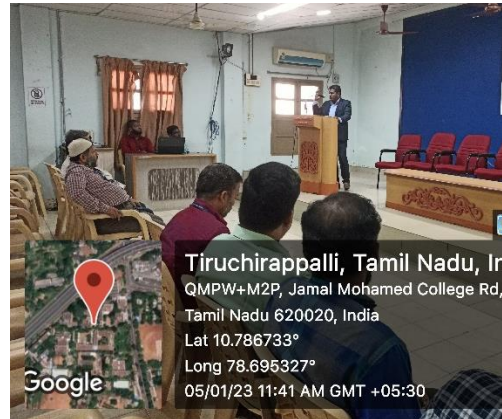 Tiruchirappalli, Tamil Nadu, In
QMPW+M2P, Jamal Mohamed College Rd,
Tamil Nadu 620020, India
Lat 10.786733°
Long 78.695327°
05/01/23 11:41 AM GMT +05:30
Google